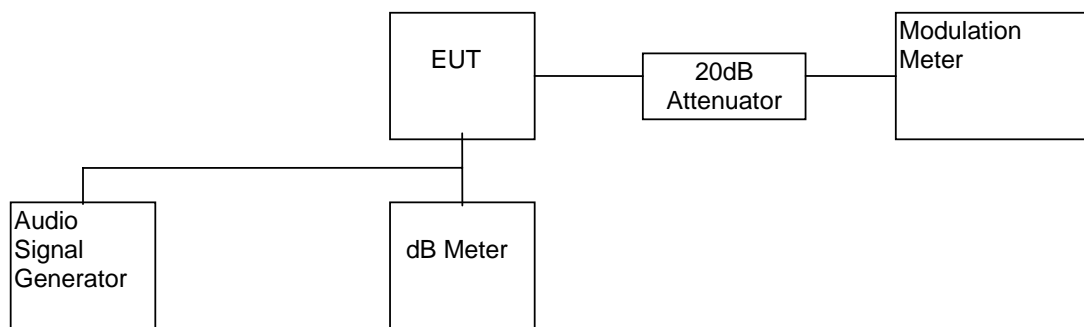 EUT
20dB
Attenuator
Modulation
Meter
Audio
Signal
Generator
dB Meter